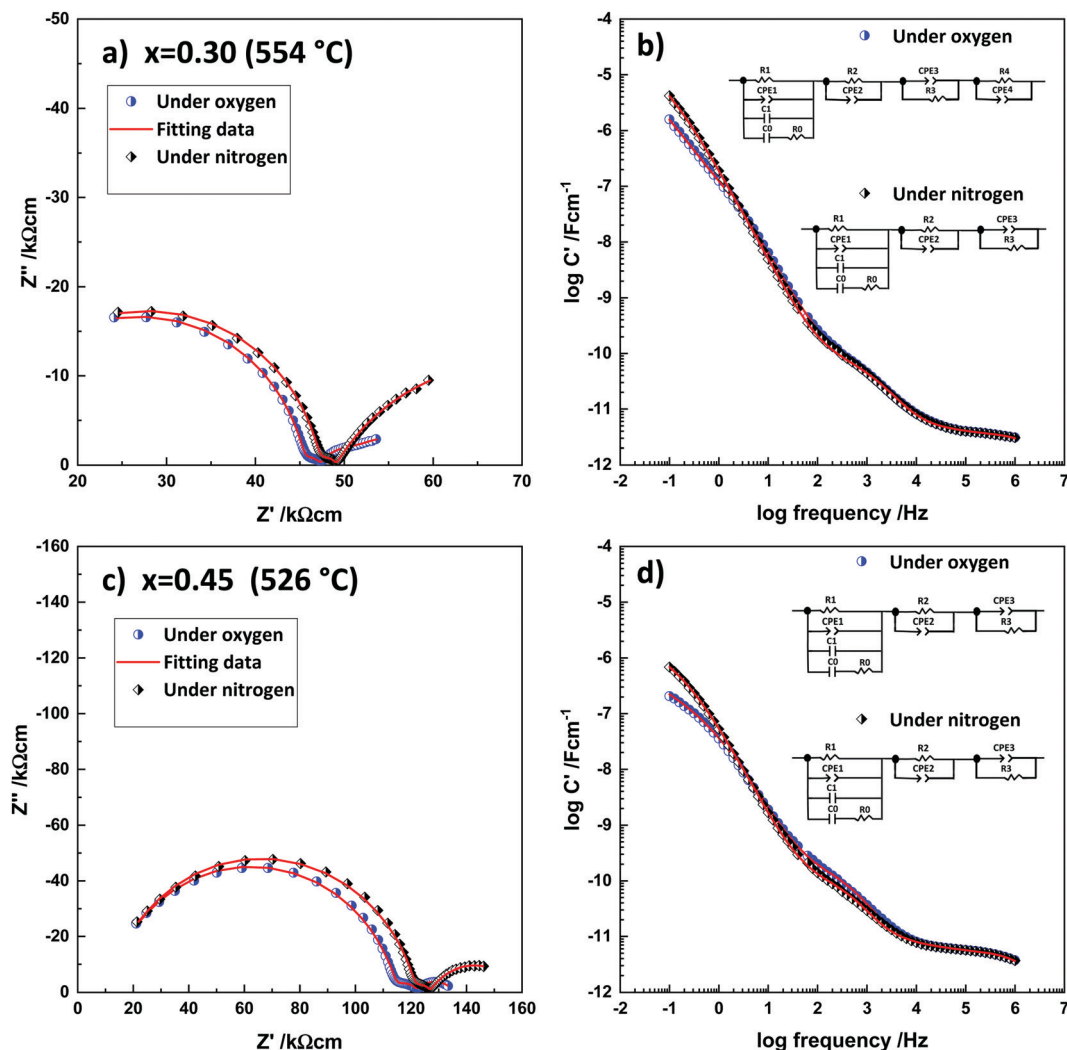 a) x=0.30 (554 °C)
Under oxygen
Fitting data
Under nitrogen
-50
-40
-30
-20
-10
0
20 30 40 50 60 70
Z'' /kΩcm
Z' /kΩcm
b)
Under oxygen
R1 R2 CPE3 R4
CPE1 CPE2 R3 CPE4
C1
C0 R0
Under nitrogen
R1 R2 CPE3
CPE1 CPE2 R3
C1
C0 R0
-4
-5
-6
-7
-8
-9
-10
-11
-12
-2 -1 0 1 2 3 4 5 6 7
log C' /Fcm-1
log frequency /Hz
c) x=0.45 (526 °C)
Under oxygen
Fitting data
Under nitrogen
-160
-140
-120
-100
-80
-60
-40
-20
0
0 20 40 60 80 100 120 140 160
Z'' /kΩcm
Z' /kΩcm
d)
Under oxygen
R1 R2 CPE3
CPE1 CPE2 R3
C1
C0 R0
Under nitrogen
R1 R2 CPE3
CPE1 CPE2 R3
C1
C0 R0
-4
-5
-6
-7
-8
-9
-10
-11
-12
-2 -1 0 1 2 3 4 5 6 7
log C' /Fcm-1
log frequency /Hz